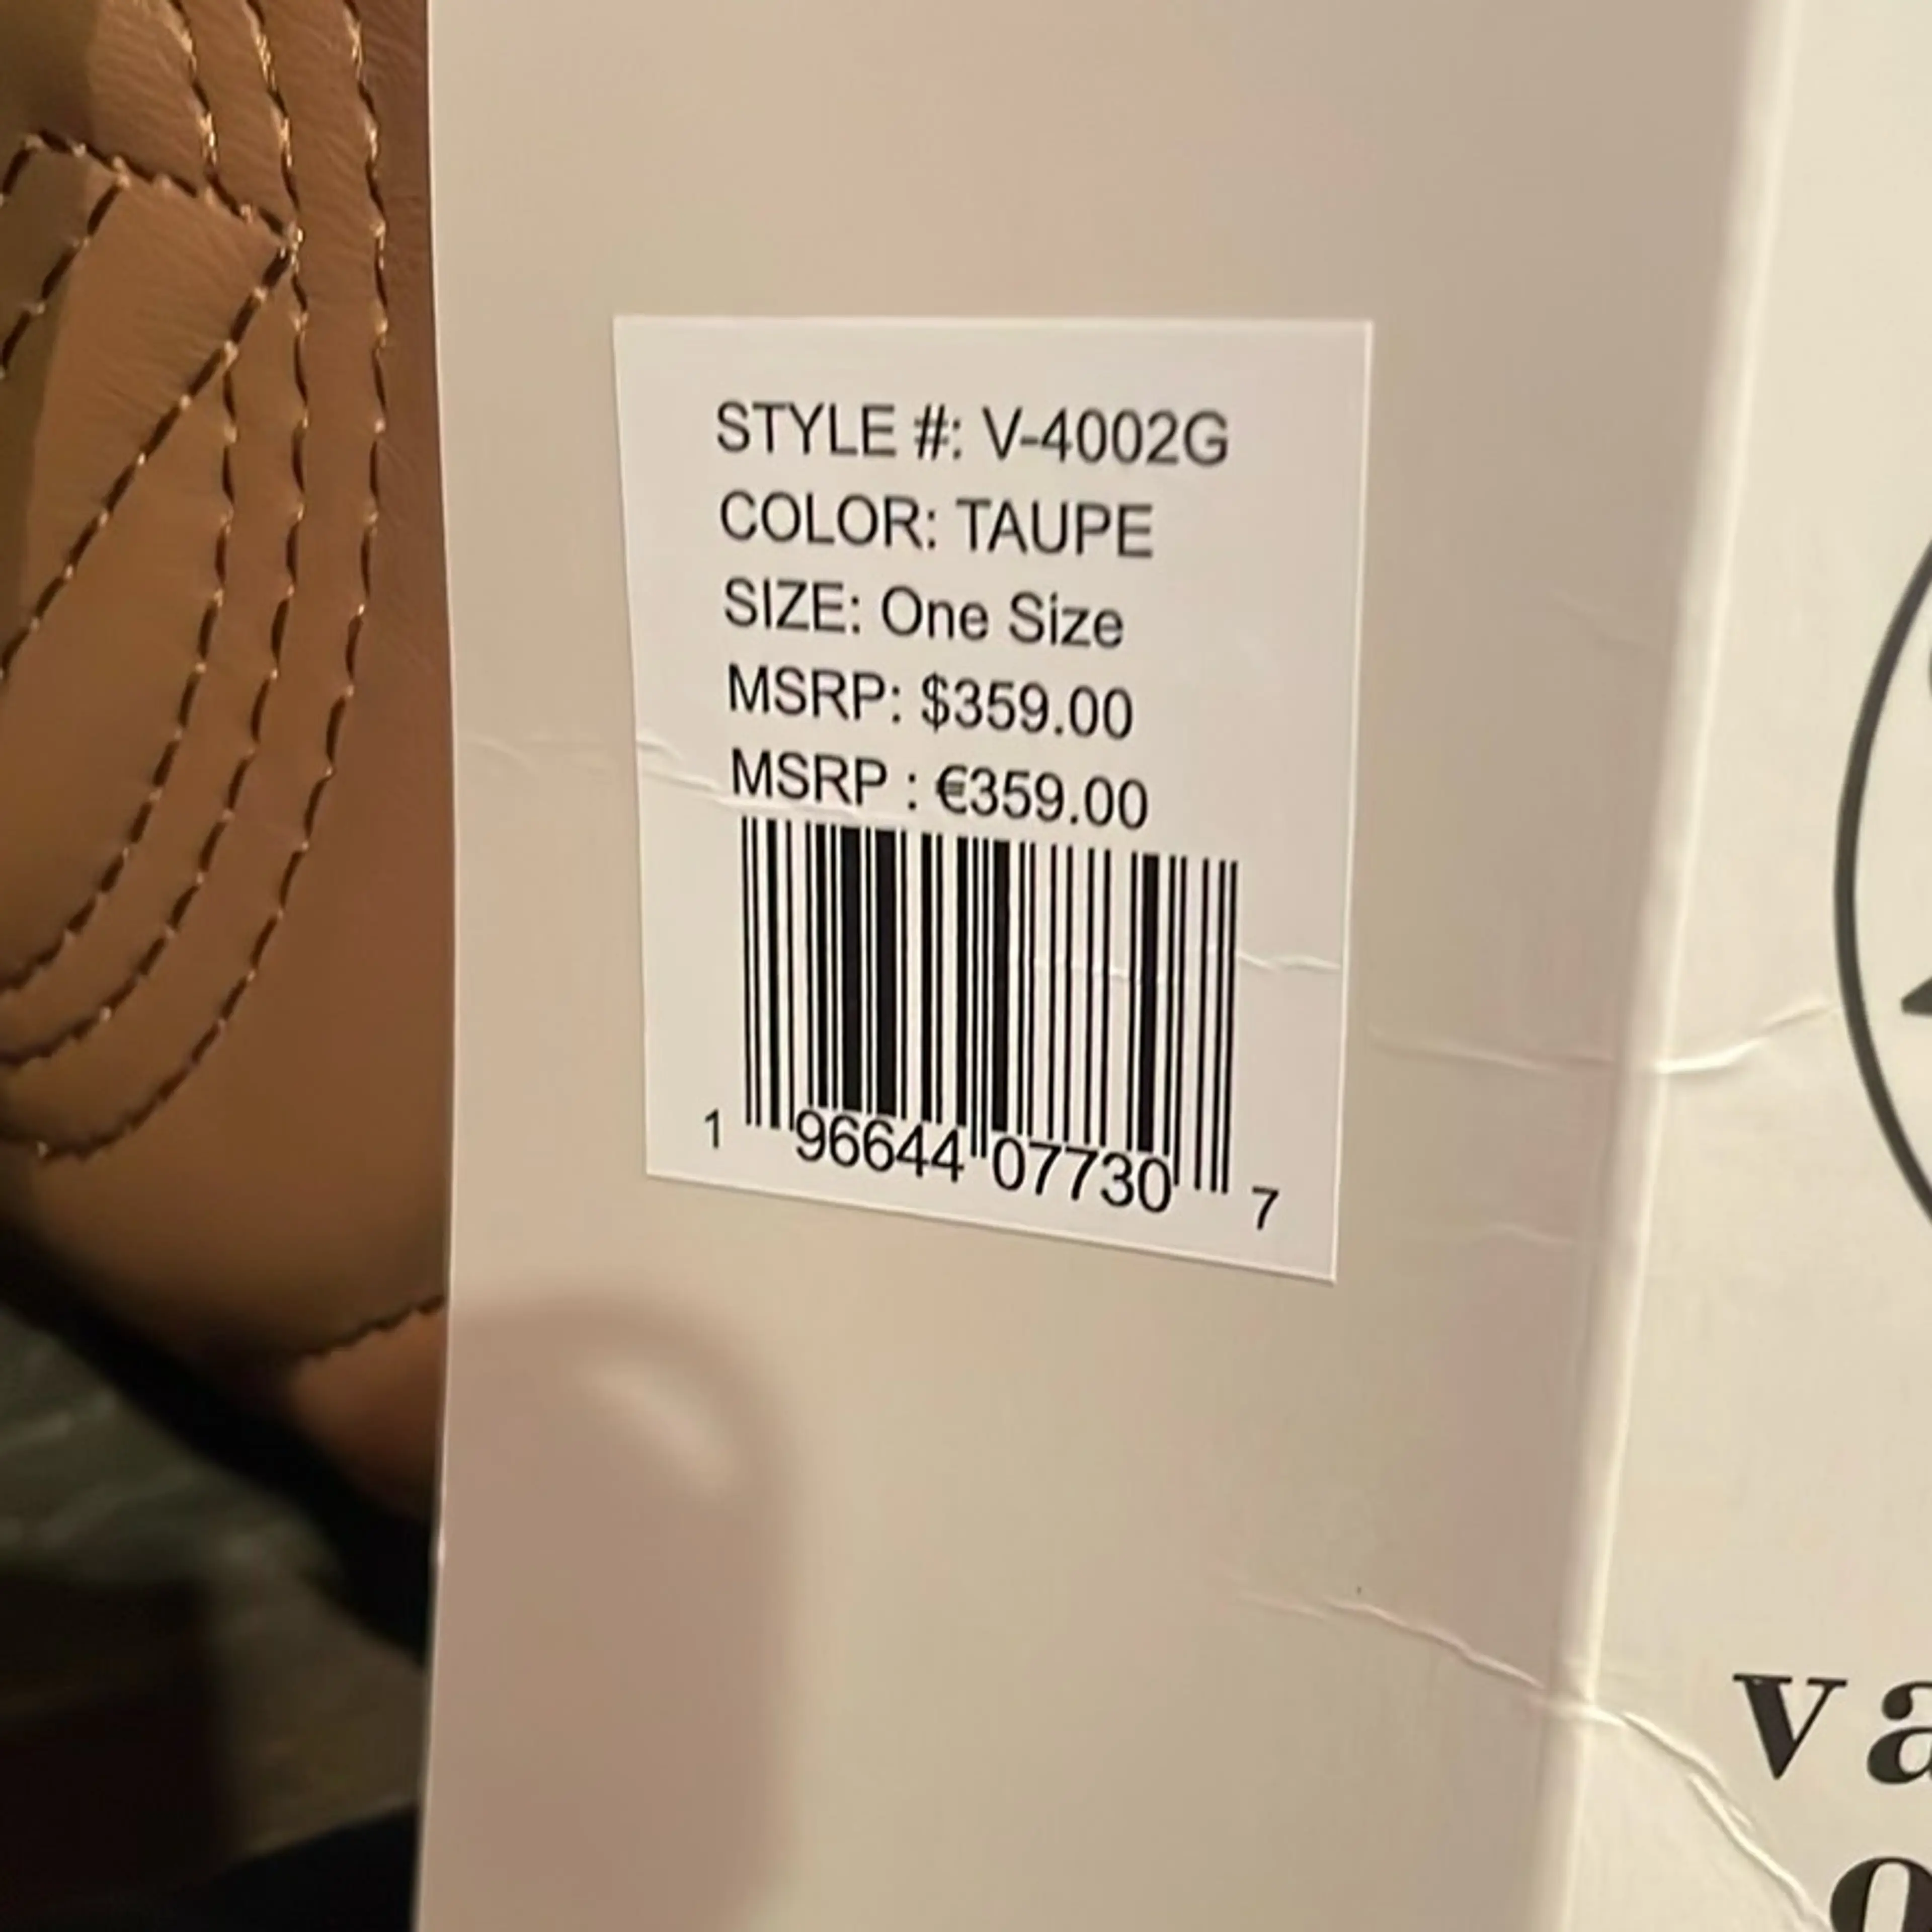 STYLE #: V-4002G
COLOR: TAUPE
SIZE: One Size
MSRP: $359.00
MSRP : €359.00
1 96644 07730 7